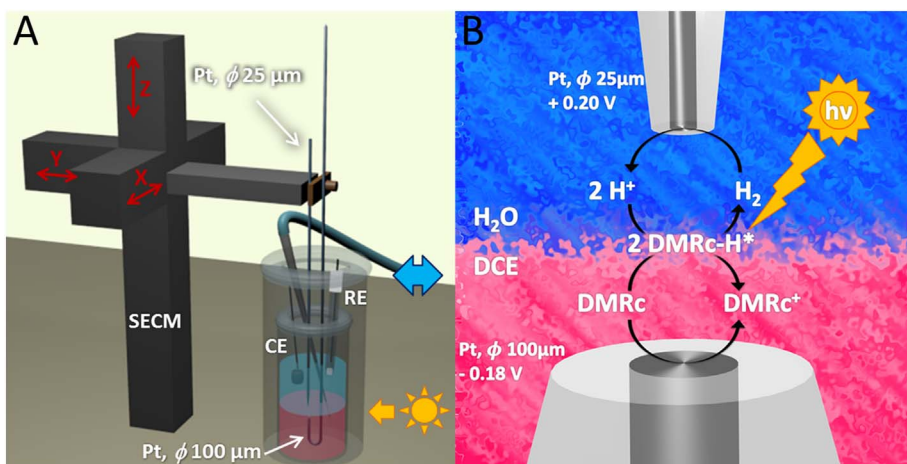 A
Pt, ϕ 25 µm
Z
Y
X
SECM
RE
CE
Pt, ϕ 100 µm
B
Pt, ϕ 25µm
+ 0.20 V
hν
2 H⁺
H₂
H₂O
2 DMRc-H*
DCE
DMRc
DMRc⁺
Pt, ϕ 100µm
- 0.18 V